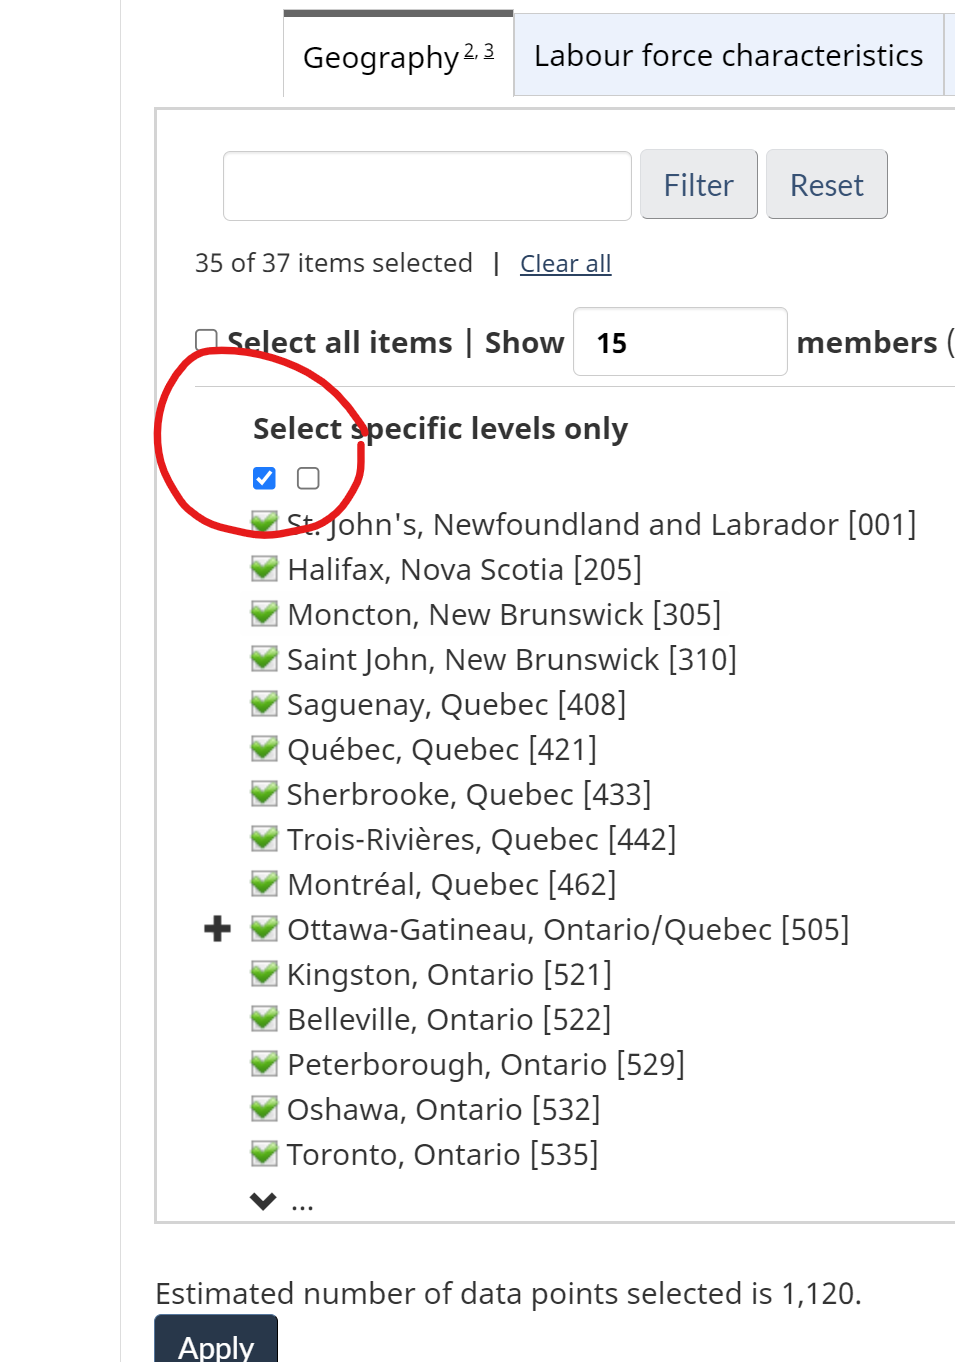 Geography 2, 3 Labour force characteristics
Filter Reset
35 of 37 items selected | Clear all
Select all items | Show 15 members (
Select specific levels only
St. John's, Newfoundland and Labrador [001]
Halifax, Nova Scotia [205]
Moncton, New Brunswick [305]
Saint John, New Brunswick [310]
Saguenay, Quebec [408]
Québec, Quebec [421]
Sherbrooke, Quebec [433]
Trois-Rivières, Quebec [442]
Montréal, Quebec [462]
Ottawa-Gatineau, Ontario/Quebec [505]
Kingston, Ontario [521]
Belleville, Ontario [522]
Peterborough, Ontario [529]
Oshawa, Ontario [532]
Toronto, Ontario [535]
...
Estimated number of data points selected is 1,120.
Apply